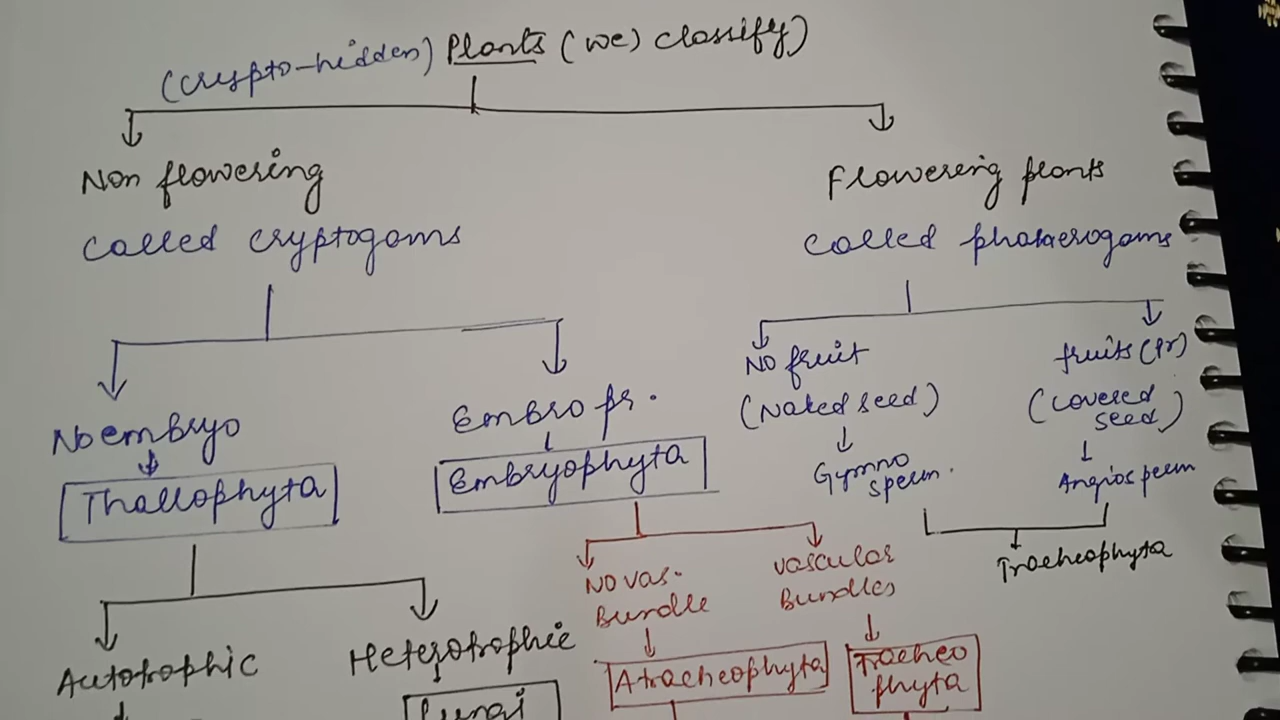 (Crypto-hidden) Plants (we) classify)
Non flowering
called cryptogams
Flowering plants
called phanerogams
No embryo
Thallophyta
Embro pr.
Embryophyta
NO fruit
(Naked seed)
Gymno
sperm.
fruits (Pr)
(covered
seed)
Angiosperm
Tracheophyta
Autotrophic
Heterotrophic
Fungi
NO vas.
Bundle
Atracheophyta
vascular
Bundles
Tracheo
phyta